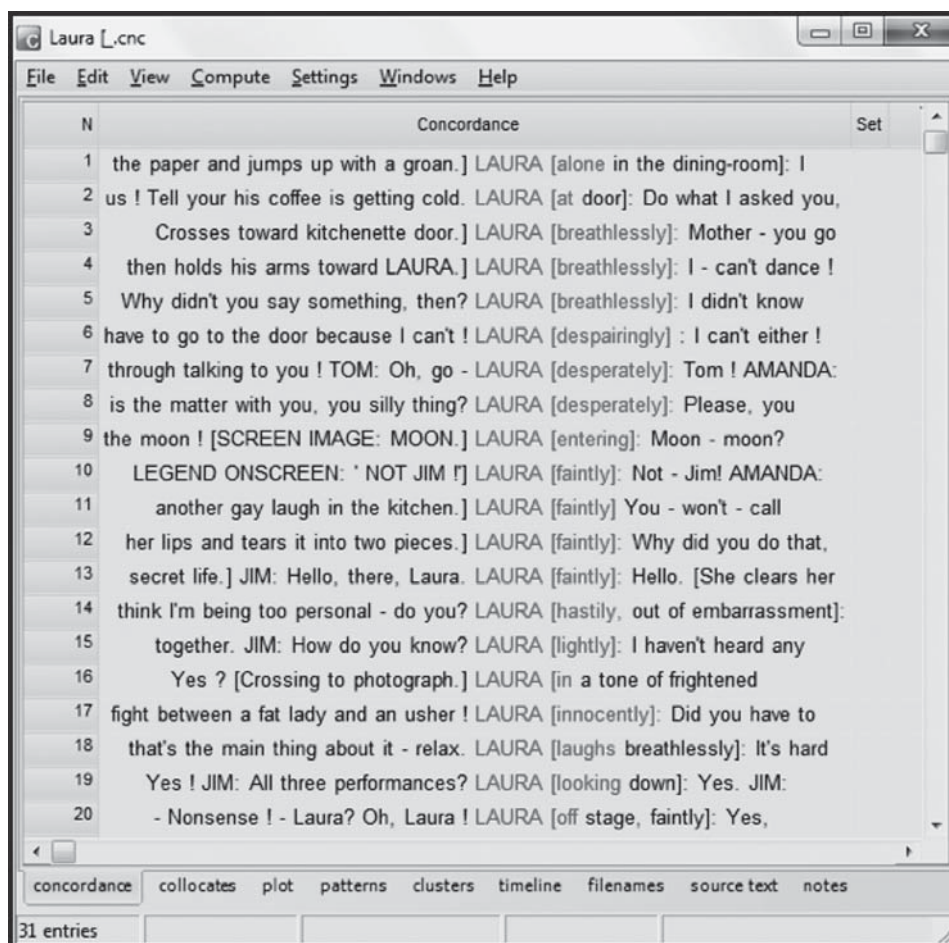 Laura [_.cnc
File Edit View Compute Settings Windows Help
N Concordance Set
1 the paper and jumps up with a groan.] LAURA [alone in the dining-room]: I
2 us ! Tell your his coffee is getting cold. LAURA [at door]: Do what I asked you,
3 Crosses toward kitchenette door.] LAURA [breathlessly]: Mother - you go
4 then holds his arms toward LAURA.] LAURA [breathlessly]: I - can't dance !
5 Why didn't you say something, then? LAURA [breathlessly]: I didn't know
6 have to go to the door because I can't ! LAURA [despairingly] : I can't either !
7 through talking to you ! TOM: Oh, go - LAURA [desperately]: Tom ! AMANDA:
8 is the matter with you, you silly thing? LAURA [desperately]: Please, you
9 the moon ! [SCREEN IMAGE: MOON.] LAURA [entering]: Moon - moon?
10 LEGEND ONSCREEN: ' NOT JIM !'] LAURA [faintly]: Not - Jim! AMANDA:
11 another gay laugh in the kitchen.] LAURA [faintly] You - won't - call
12 her lips and tears it into two pieces.] LAURA [faintly]: Why did you do that,
13 secret life.] JIM: Hello, there, Laura. LAURA [faintly]: Hello. [She clears her
14 think I'm being too personal - do you? LAURA [hastily, out of embarrassment]:
15 together. JIM: How do you know? LAURA [lightly]: I haven't heard any
16 Yes ? [Crossing to photograph.] LAURA [in a tone of frightened
17 fight between a fat lady and an usher ! LAURA [innocently]: Did you have to
18 that's the main thing about it - relax. LAURA [laughs breathlessly]: It's hard
19 Yes ! JIM: All three performances? LAURA [looking down]: Yes. JIM:
20 - Nonsense ! - Laura? Oh, Laura ! LAURA [off stage, faintly]: Yes,
concordance collocates plot patterns clusters timeline filenames source text notes
31 entries